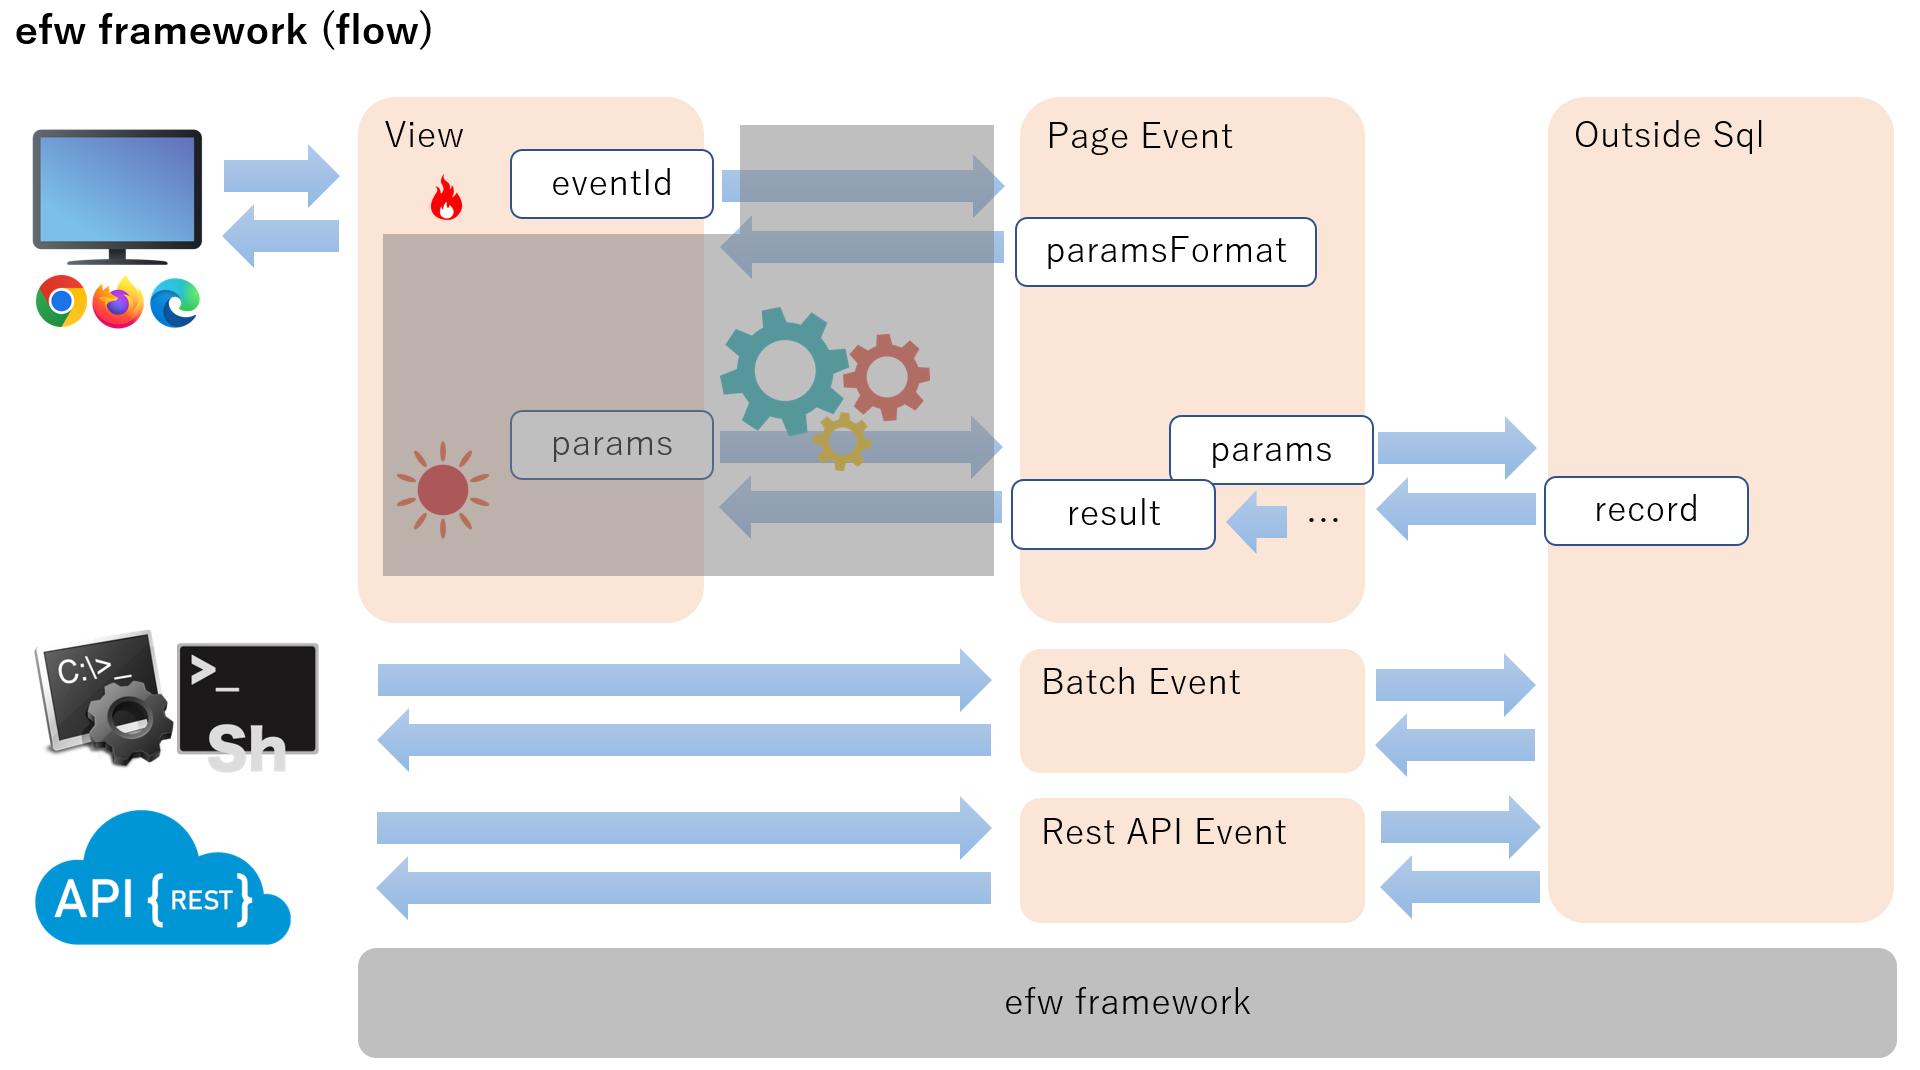 efw framework (flow)
View
eventId
Page Event
Outside Sql
paramsFormat
params
params
result
...
record
C:\>_
>_
Sh
Batch Event
Rest API Event
API {REST}
efw framework